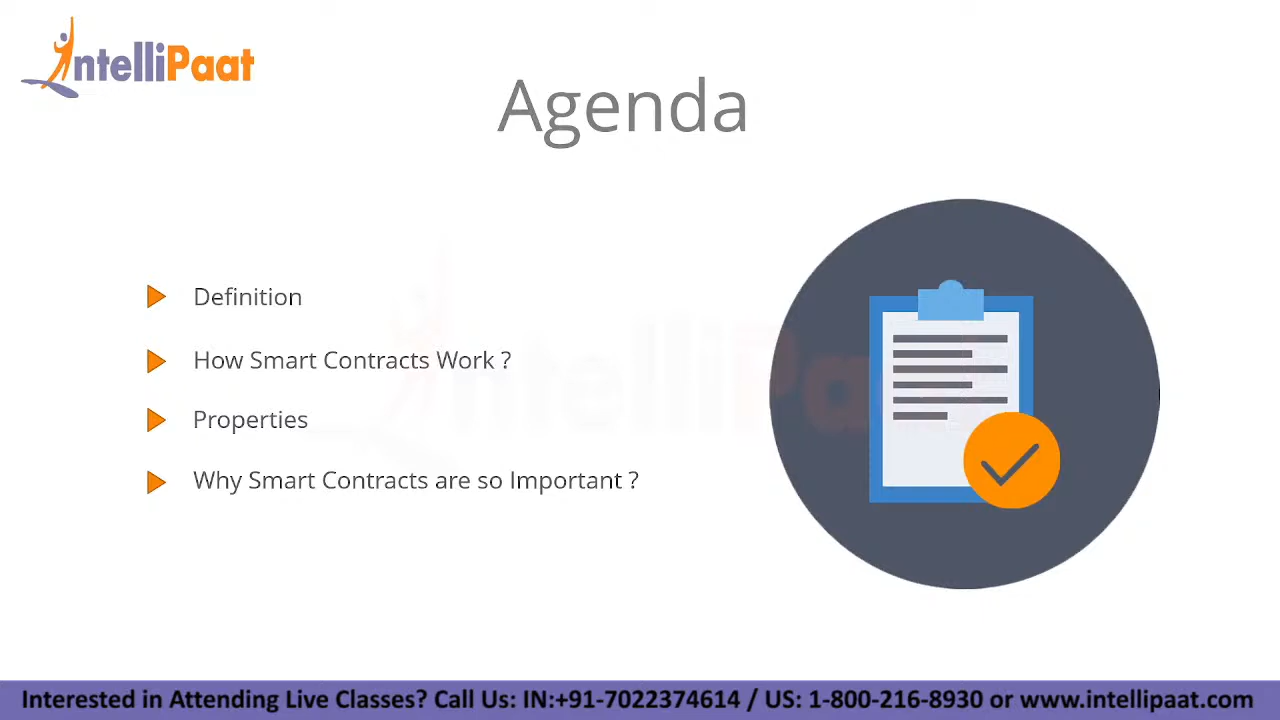 IntelliPaat
Agenda
Definition
How Smart Contracts Work ?
Properties
Why Smart Contracts are so Important ?
IntelliPaat
Interested in Attending Live Classes? Call Us: IN:+91-7022374614 / US: 1-800-216-8930 or www.intellipaat.com